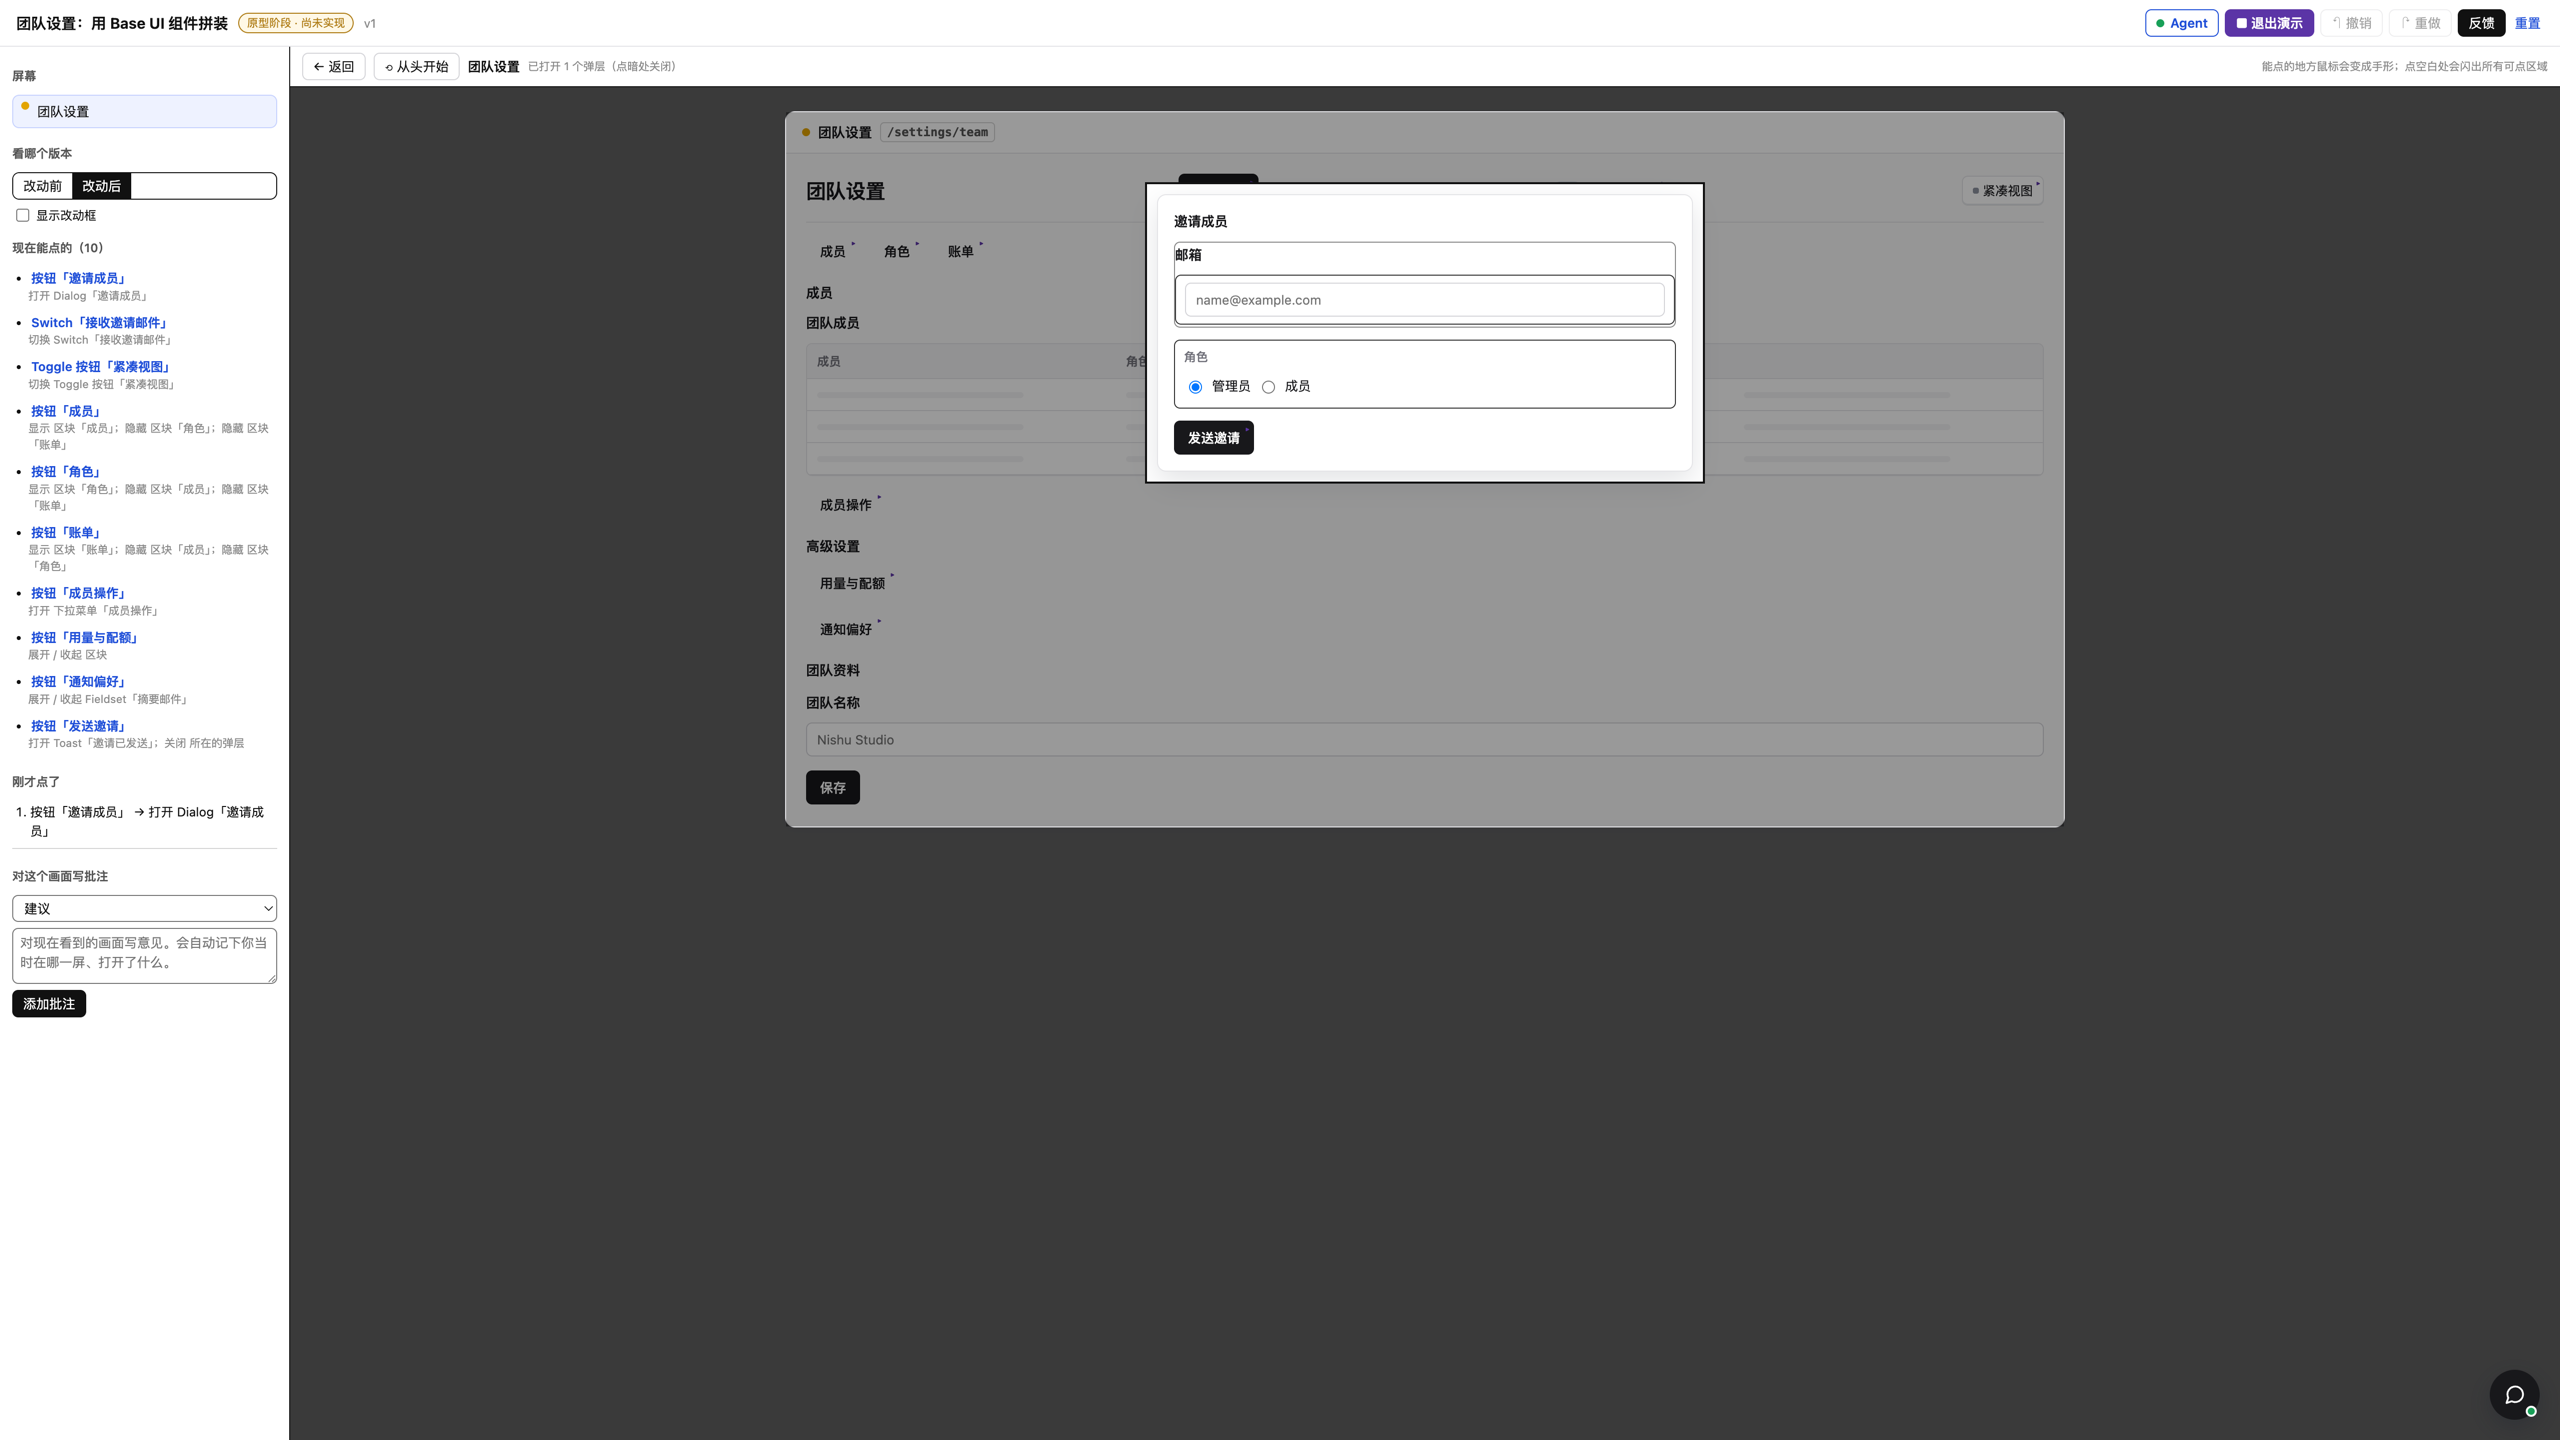 团队设置：用 Base UI 组件拼装
原型阶段 · 尚未实现
v1
Agent
退出演示
撤销
重做
反馈
重置
← 返回
从头开始
团队设置
已打开 1 个弹层（点暗处关闭）
能点的地方鼠标会变成手形；点空白处会闪出所有可点区域
屏幕
团队设置
看哪个版本
改动前
改动后
显示改动框
现在能点的（10）
按钮「邀请成员」
打开 Dialog「邀请成员」
Switch「接收邀请邮件」
切换 Switch「接收邀请邮件」
Toggle 按钮「紧凑视图」
切换 Toggle 按钮「紧凑视图」
按钮「成员」
显示 区块「成员」；隐藏 区块「角色」；隐藏 区块
「账单」
按钮「角色」
显示 区块「角色」；隐藏 区块「成员」；隐藏 区块
「账单」
按钮「账单」
显示 区块「账单」；隐藏 区块「成员」；隐藏 区块
「角色」
按钮「成员操作」
打开 下拉菜单「成员操作」
按钮「用量与配额」
展开 / 收起 区块
按钮「通知偏好」
展开 / 收起 Fieldset「摘要邮件」
按钮「发送邀请」
打开 Toast「邀请已发送」；关闭 所在的弹层
刚才点了
1. 按钮「邀请成员」 → 打开 Dialog「邀请成
员」
对这个画面写批注
建议
对现在看到的画面写意见。会自动记下你当
时在哪一屏、打开了什么。
添加批注
团队设置
/settings/team
团队设置
紧凑视图
成员
角色
账单
成员
团队成员
成员
成员操作
高级设置
用量与配额
通知偏好
团队资料
团队名称
Nishu Studio
保存
邀请成员
邮箱
name@example.com
角色
管理员
成员
发送邀请